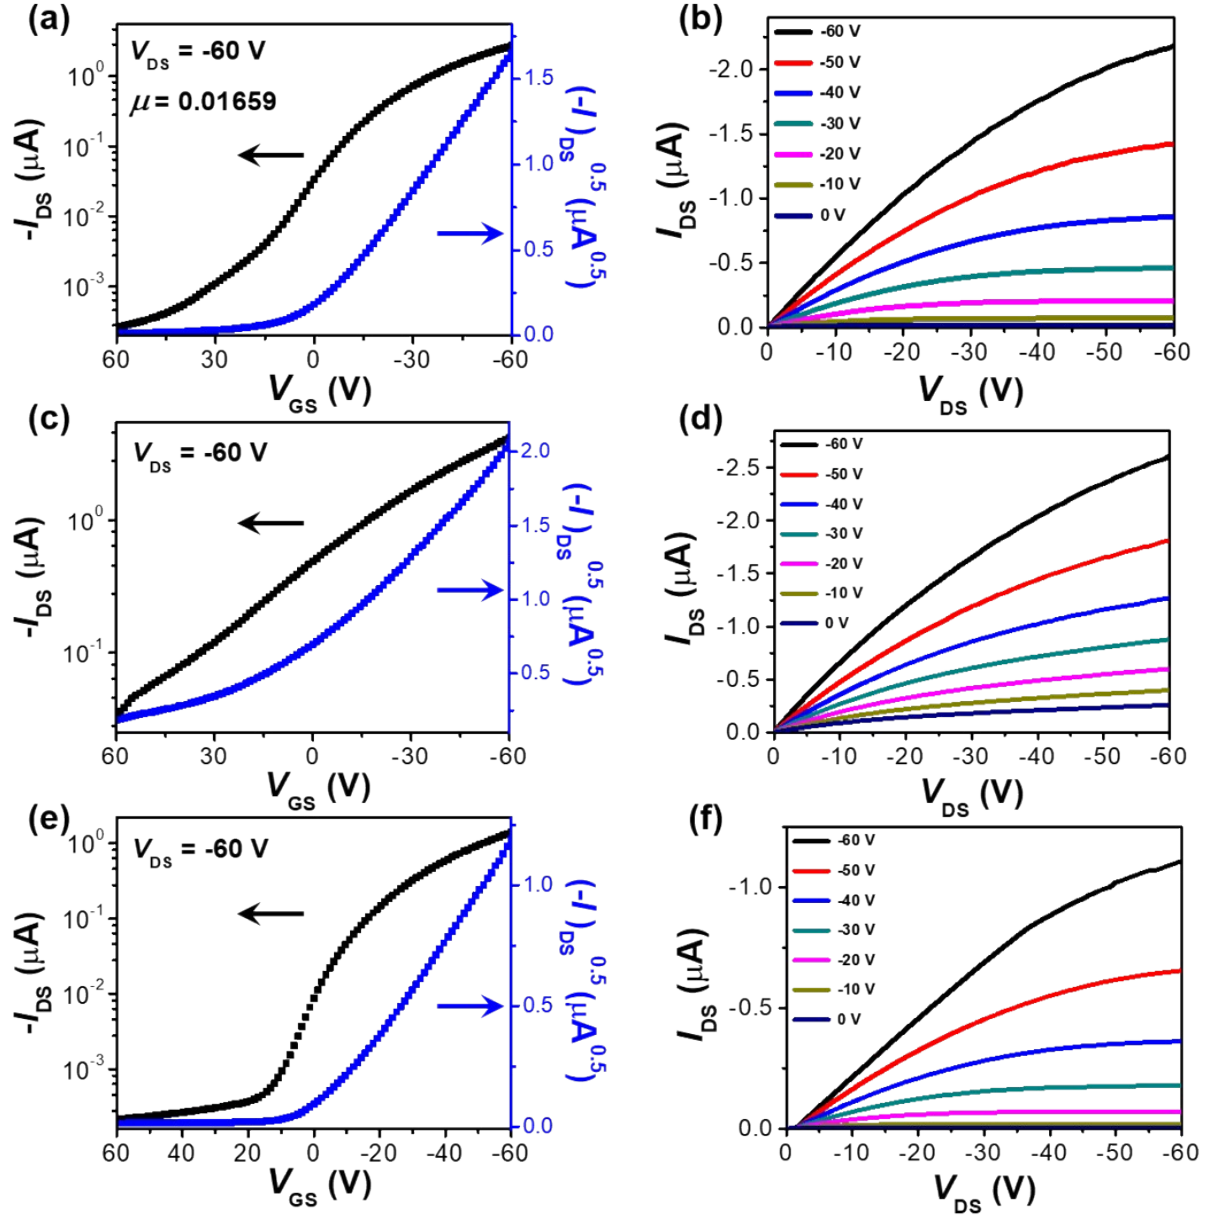 (a)
V_DS = -60 V
μ = 0.01659
10^0
10^-1
10^-2
10^-3
-I_DS (μA)
1.5
1.0
0.5
0.0
(-I_DS)^0.5 (μA^0.5)
60 30 0 -30 -60
V_GS (V)
(b)
-60 V
-50 V
-40 V
-30 V
-20 V
-10 V
0 V
-2.0
-1.5
-1.0
-0.5
0.0
I_DS (μA)
0 -10 -20 -30 -40 -50 -60
V_DS (V)
(c)
V_DS = -60 V
10^0
10^-1
-I_DS (μA)
2.0
1.5
1.0
0.5
(-I_DS)^0.5 (μA^0.5)
60 30 0 -30 -60
V_GS (V)
(d)
-60 V
-50 V
-40 V
-30 V
-20 V
-10 V
0 V
-2.5
-2.0
-1.5
-1.0
-0.5
0.0
I_DS (μA)
0 -10 -20 -30 -40 -50 -60
V_DS (V)
(e)
V_DS = -60 V
10^0
10^-1
10^-2
10^-3
-I_DS (μA)
1.0
0.5
0.0
(-I_DS)^0.5 (μA^0.5)
60 40 20 0 -20 -40 -60
V_GS (V)
(f)
-60 V
-50 V
-40 V
-30 V
-20 V
-10 V
0 V
-1.0
-0.5
0.0
I_DS (μA)
0 -10 -20 -30 -40 -50 -60
V_DS (V)